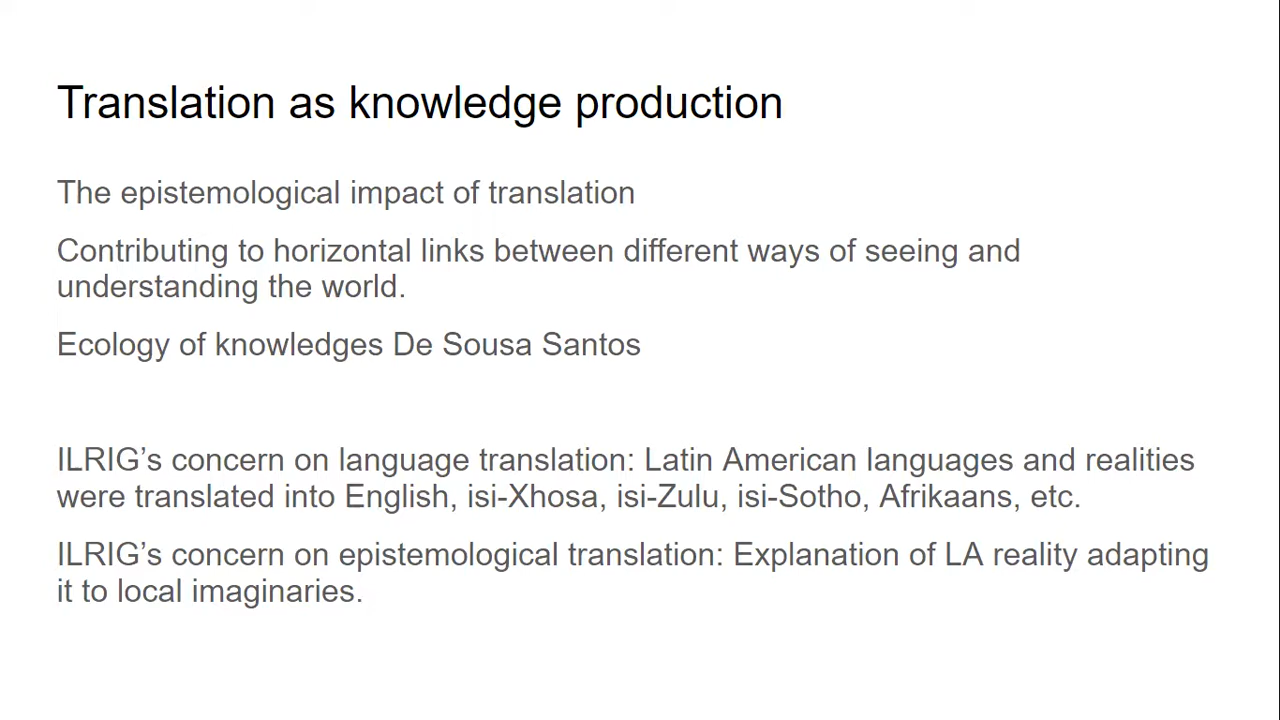 Translation as knowledge production
The epistemological impact of translation
Contributing to horizontal links between different ways of seeing and
understanding the world.
Ecology of knowledges De Sousa Santos
ILRIG’s concern on language translation: Latin American languages and realities
were translated into English, isi-Xhosa, isi-Zulu, isi-Sotho, Afrikaans, etc.
ILRIG’s concern on epistemological translation: Explanation of LA reality adapting
it to local imaginaries.